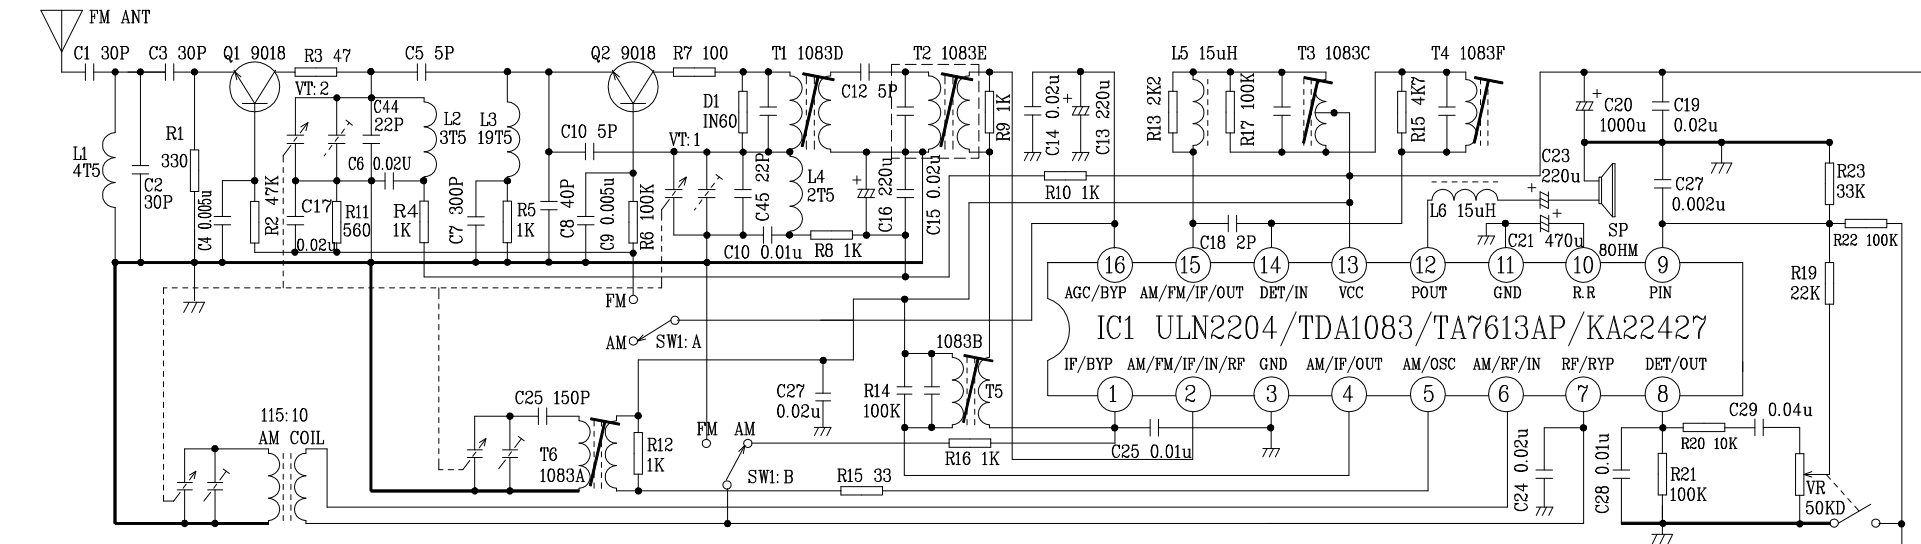 FM ANT
C1 30P
C3 30P
Q1 9018
R3 47
C5 5P
Q2 9018
R7 100
T1 1083D
T2 1083E
L5 15uH
T3 1083C
T4 1083F
VT:2
C44
22P
L2
3T5
L3
19T5
C10 5P
D1
IN60
VT:1
C12 5P
R9 1K
C14 0.02u
C13 220u
R13 2K2
R17 100K
R15 4K7
C20
1000u
C19
0.02u
R1
330
L1
4T5
C2
30P
C6 0.02U
C4 0.005u
R2 47K
C17
0.02u
R11
560
R4
1K
C7 300P
R5
1K
C8 40P
C9 0.005u
R6 100K
C45 22P
L4
2T5
C16 220u
C15 0.02u
C10 0.01u
R8 1K
R10 1K
C23
220u
L6 15uH
C27
0.002u
R23
33K
SP
8OHM
C18 2P
C21
470u
R22 100K
R19
22K
16
15
14
13
12
11
10
9
AGC/BYP
AM/FM/IF/OUT
DET/IN
VCC
POUT
GND
R.R
PIN
IC1 ULN2204/TDA1083/TA7613AP/KA22427
IF/BYP
AM/FM/IF/IN/RF
GND
AM/IF/OUT
AM/OSC
AM/RF/IN
RF/RYP
DET/OUT
1
2
3
4
5
6
7
8
FM
AM
SW1:A
1083B
R14
100K
T5
C27
0.02u
C25 150P
T6
1083A
R12
1K
FM
AM
SW1:B
R16 1K
C25 0.01u
R15 33
115:10
AM COIL
C24 0.02u
C28 0.01u
R21
100K
R20 10K
C29 0.04u
VR
50KD